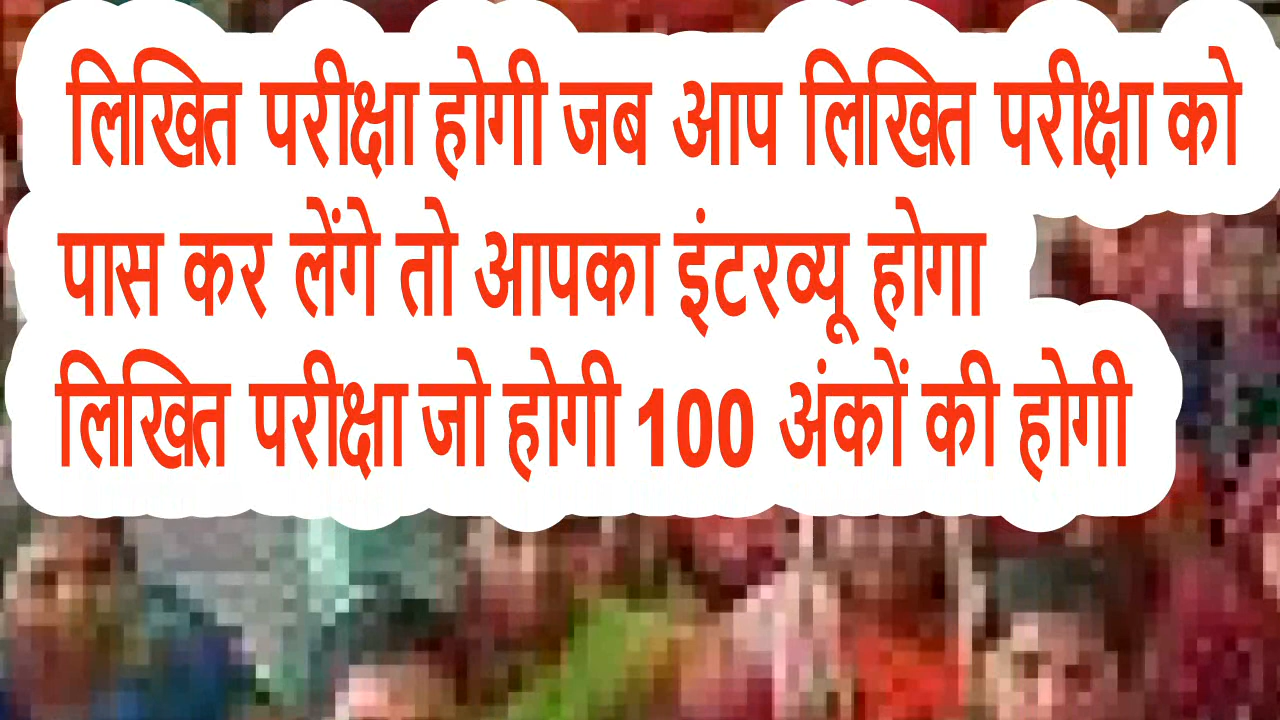 लिखित परीक्षा होगी जब आप लिखित परीक्षा को
पास कर लेंगे तो आपका इंटरव्यू होगा
लिखित परीक्षा जो होगी 100 अंकों की होगी